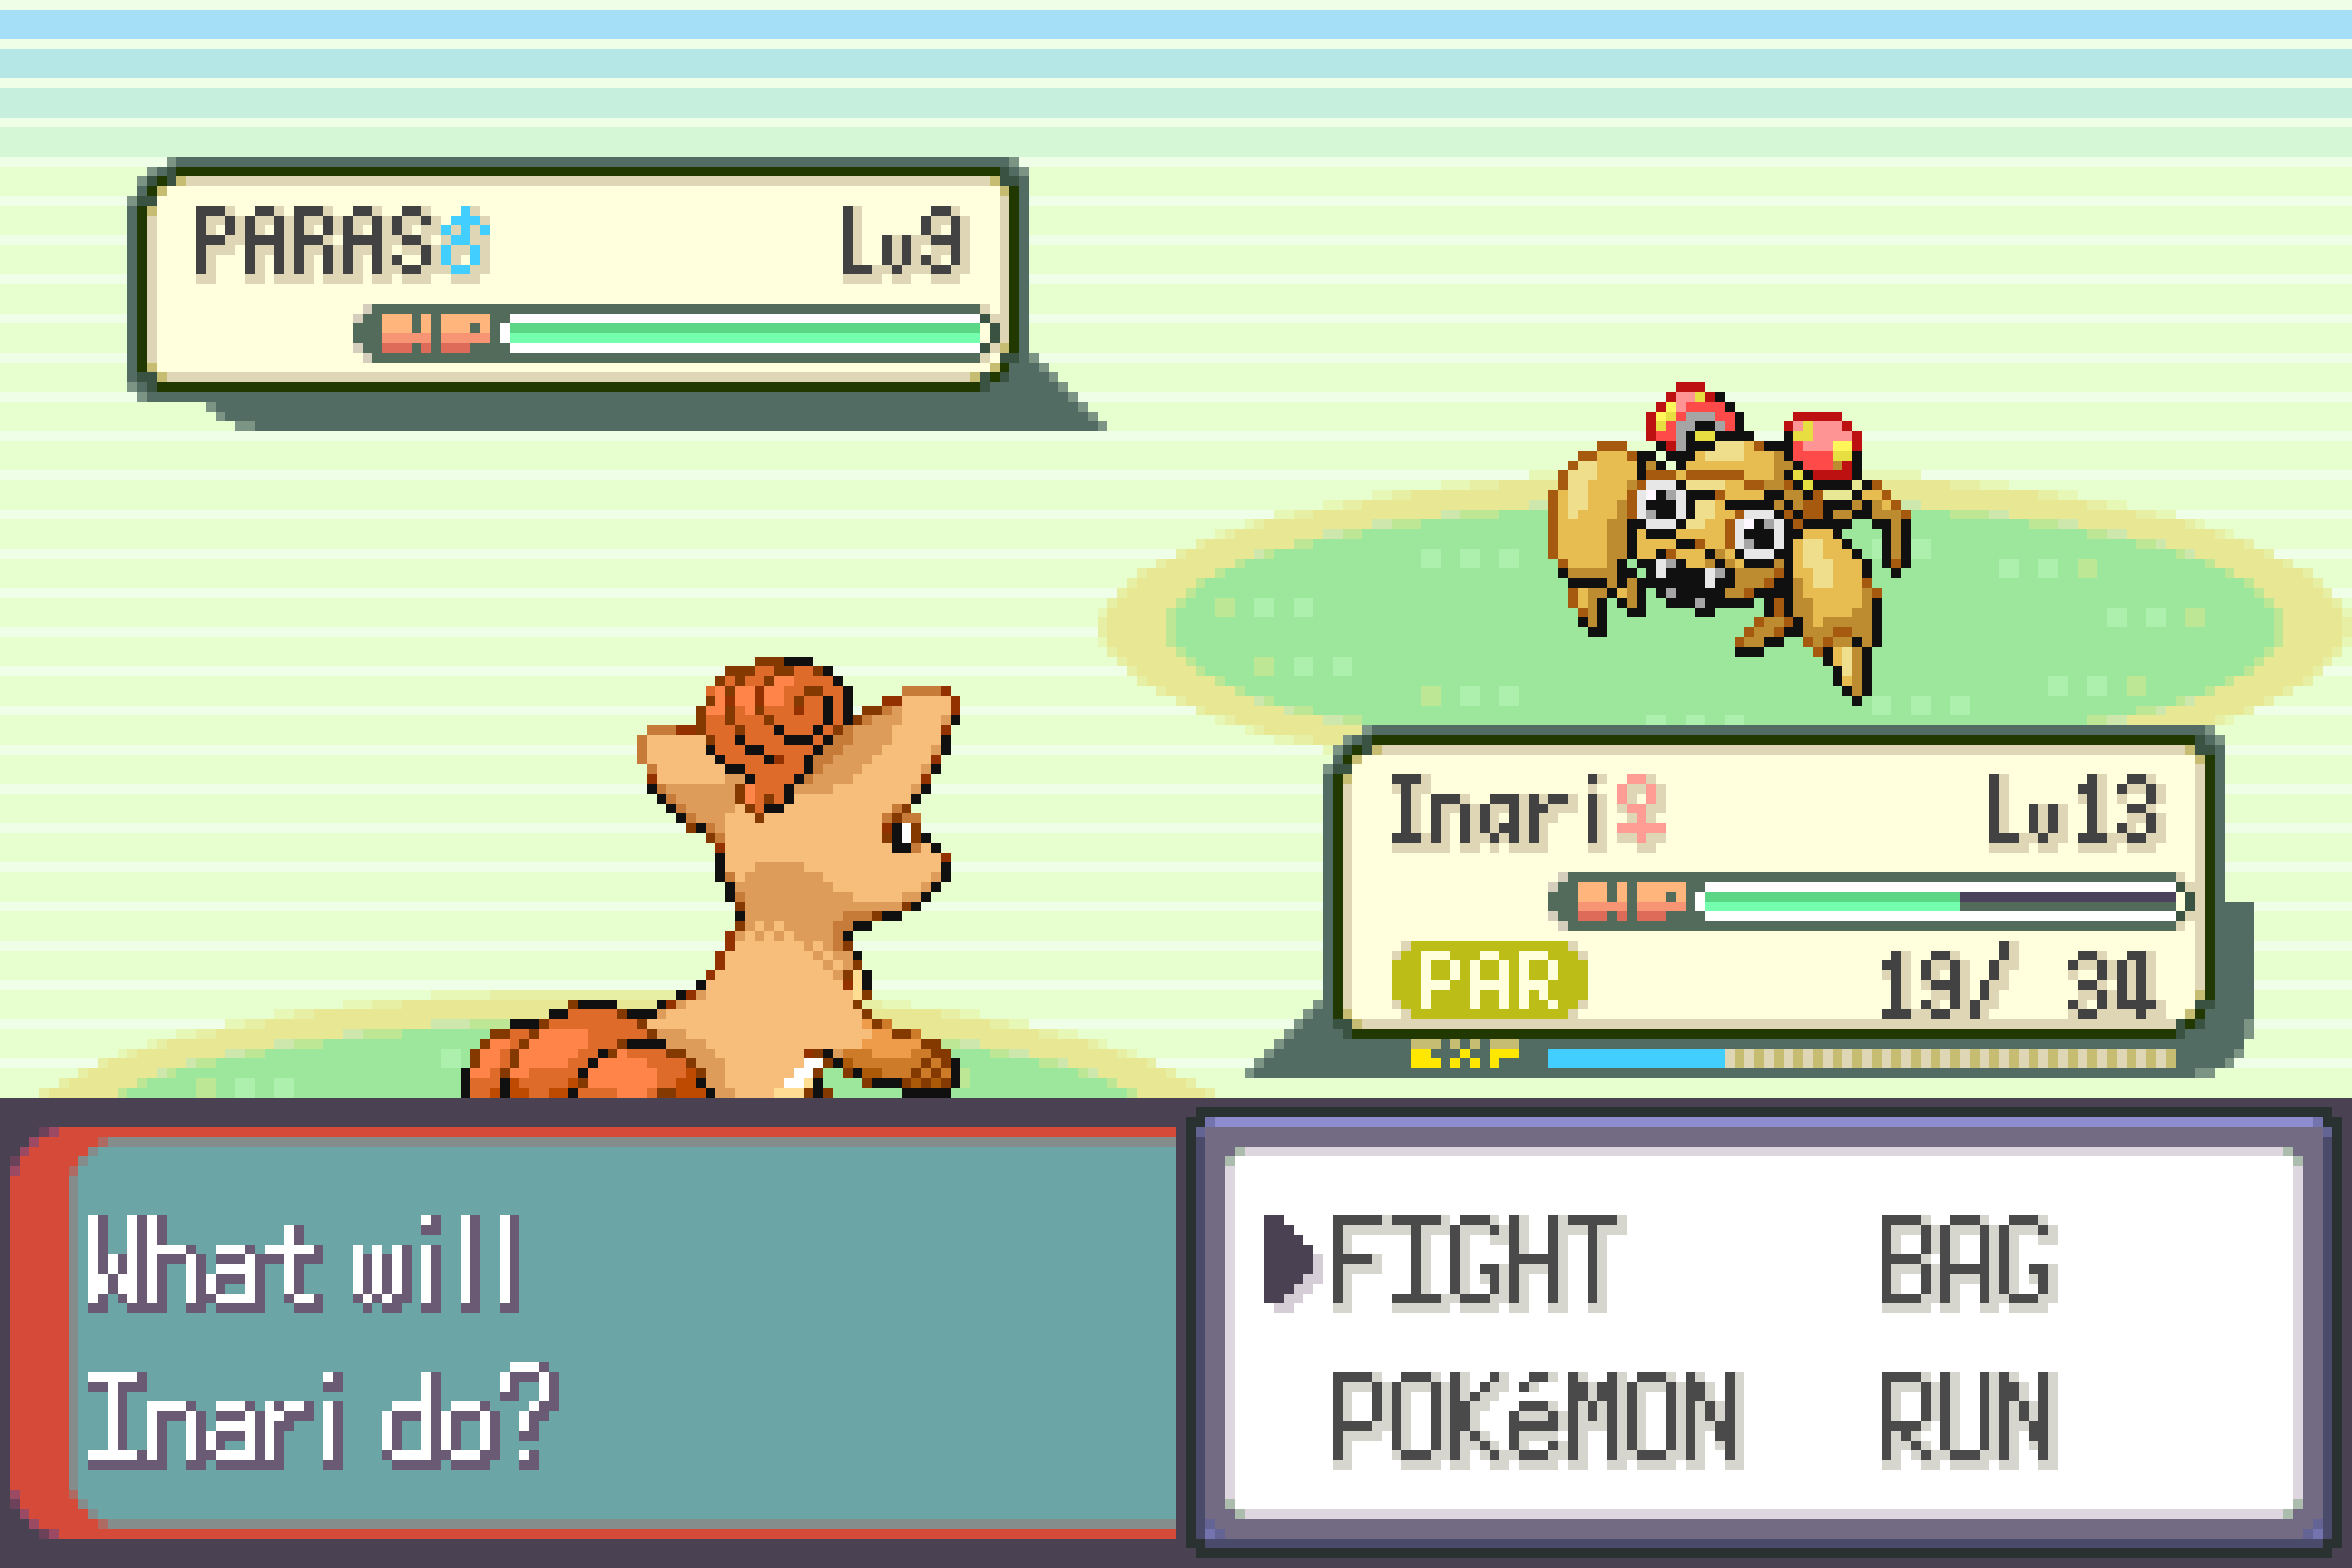 PARAS♂ Lv9
HP
Inari♀ Lv13
HP
PAR 19/ 34
EXP
What will
Inari do?
FIGHT BAG
POKéMON RUN